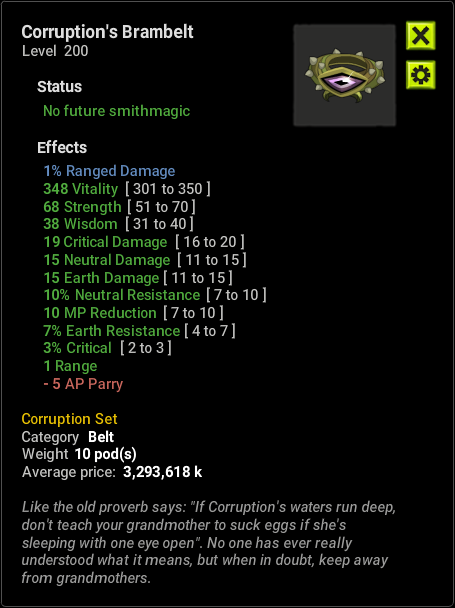 Corruption's Brambelt
Level 200
Status
No future smithmagic
Effects
1% Ranged Damage
348 Vitality [ 301 to 350 ]
68 Strength [ 51 to 70 ]
38 Wisdom [ 31 to 40 ]
19 Critical Damage [ 16 to 20 ]
15 Neutral Damage [ 11 to 15 ]
15 Earth Damage [ 11 to 15 ]
10% Neutral Resistance [ 7 to 10 ]
10 MP Reduction [ 7 to 10 ]
7% Earth Resistance [ 4 to 7 ]
3% Critical [ 2 to 3 ]
1 Range
- 5 AP Parry
Corruption Set
Category Belt
Weight 10 pod(s)
Average price: 3,293,618 k
Like the old proverb says: "If Corruption's waters run deep,
don't teach your grandmother to suck eggs if she's
sleeping with one eye open". No one has ever really
understood what it means, but when in doubt, keep away
from grandmothers.